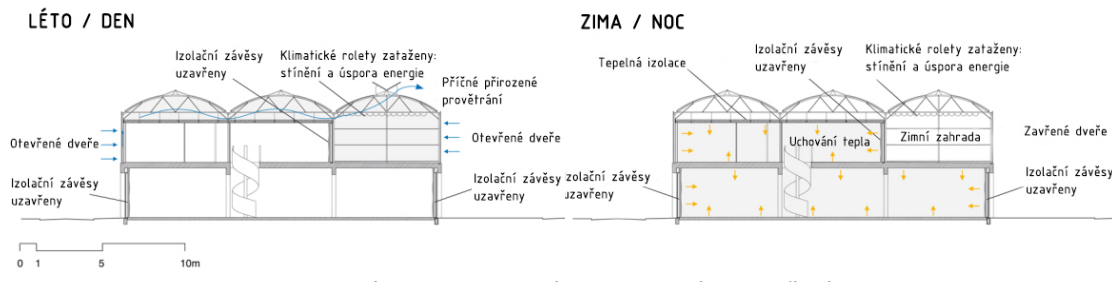 LÉTO / DEN
Izolační závěsy
uzavřeny
Klimatické rolety zataženy:
stínění a úspora energie
Příčné přirozené
provětrání
Otevřené dveře
Otevřené dveře
Izolační závěsy
uzavřeny
Izolační závěsy
uzavřeny
0 1 5 10m
ZIMA / NOC
Tepelná izolace
Izolační závěsy
uzavřeny
Klimatické rolety zataženy:
stínění a úspora energie
Uchování tepla
Zimní zahrada
Zavřené dveře
zolační závěsy
uzavřeny
Izolační závěsy
uzavřeny